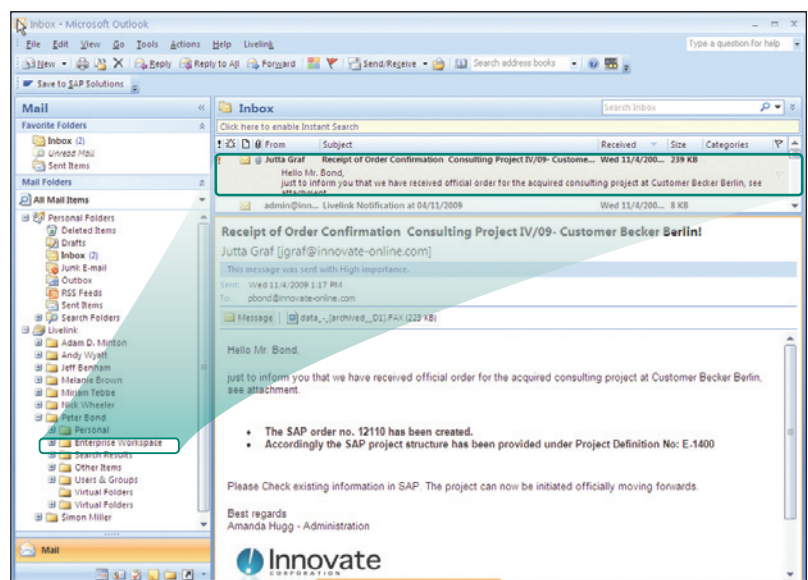 Inbox - Microsoft Outlook
File Edit View Go Tools Actions Help Livelink
Type a question for help
New Reply Reply to All Forward Send/Receive Search address books
Save to SAP Solutions
Mail
Favorite Folders
Inbox (2)
Unread Mail
Sent Items
Mail Folders
All Mail Items
Personal Folders
Deleted Items
Drafts
Inbox (2)
Junk E-mail
Outbox
RSS Feeds
Sent Items
Search Folders
Livelink
Adam D. Minton
Andy Wyatt
Jeff Benham
Melanie Brown
Miriam Tebbe
Nick Wheeler
Peter Bond
Personal
Enterprise Workspace
Search Results
Other Items
Users & Groups
Virtual Folders
Virtual Folders
Simon Miller
Mail
Inbox
Search Inbox
Click here to enable Instant Search
From Subject Received Size Categories
Jutta Graf Receipt of Order Confirmation Consulting Project IV/09- Custome... Wed 11/4/200... 239 KB
Hello Mr. Bond,
just to inform you that we have received official order for the acquired consulting project at Customer Becker Berlin, see
attachment.
admin@inn... Livelink Notification at 04/11/2009 Wed 11/4/200... 8 KB
Receipt of Order Confirmation Consulting Project IV/09- Customer Becker Berlin!
Jutta Graf [jgraf@innovate-online.com]
This message was sent with High importance.
Sent: Wed 11/4/2009 1:17 PM
To: pbond@innovate-online.com
Message data_-_[archived__D1].FAX (223 KB)
Hello Mr. Bond,
just to inform you that we have received official order for the acquired consulting project at Customer Becker Berlin,
see attachment.
• The SAP order no. 12110 has been created.
• Accordingly the SAP project structure has been provided under Project Definition No: E-1400
Please Check existing information in SAP. The project can now be initiated officially moving forwards.
Best regards
Amanda Hugg - Administration
Innovate
CORPORATION